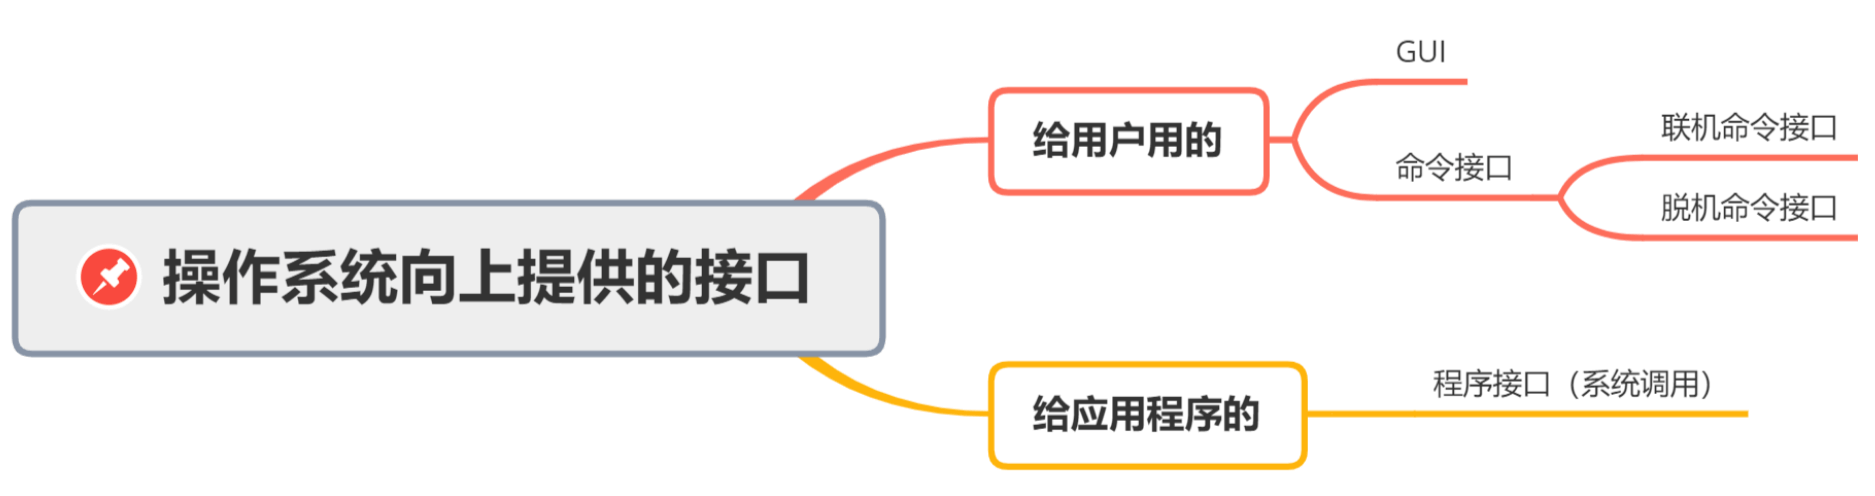 操作系统向上提供的接口
给用户用的
GUI
命令接口
联机命令接口
脱机命令接口
给应用程序的
程序接口（系统调用）